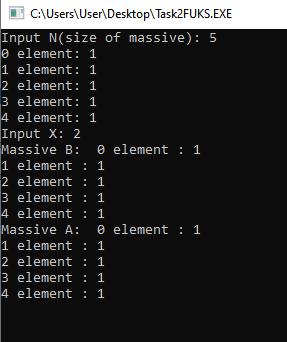 C:\Users\User\Desktop\Task2FUKS.EXE
Input N(size of massive): 5
0 element: 1
1 element: 1
2 element: 1
3 element: 1
4 element: 1
Input X: 2
Massive B:  0 element : 1
1 element : 1
2 element : 1
3 element : 1
4 element : 1
Massive A:  0 element : 1
1 element : 1
2 element : 1
3 element : 1
4 element : 1